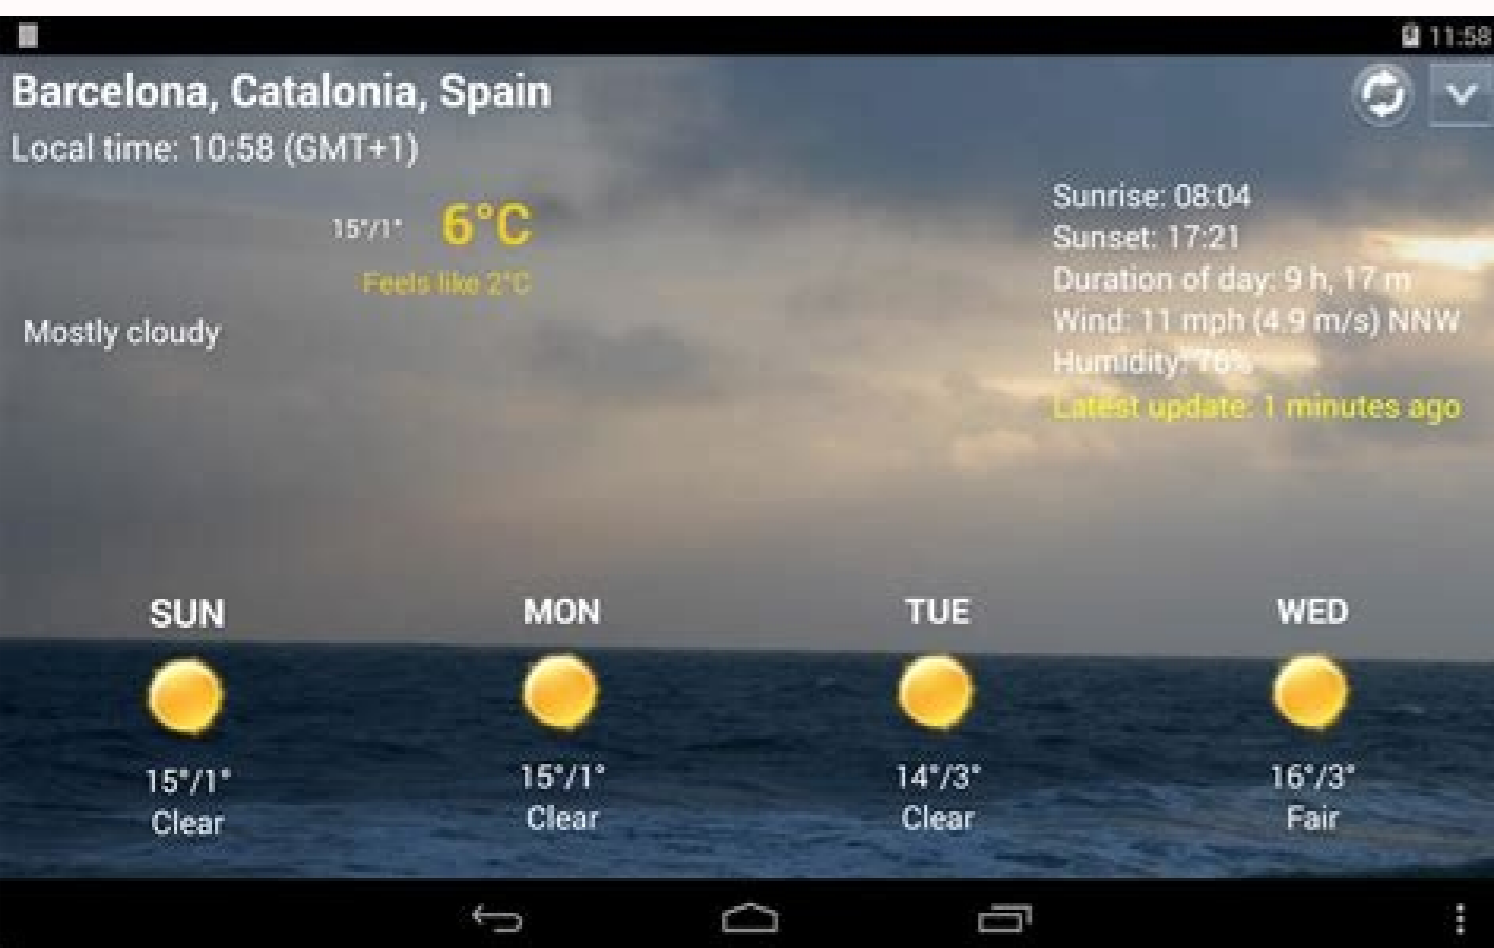 11:58
Barcelona, Catalonia, Spain
Local time: 10:58 (GMT+1)
15°/1° 6°C
Feels like 2°C
Mostly cloudy
Sunrise: 08:04
Sunset: 17:21
Duration of day: 9 h, 17 m
Wind: 11 mph (4.9 m/s) NNW
Humidity:
Latest update: 1 minutes ago
SUN MON TUE WED
15°/1° 15°/1° 14°/3° 16°/3°
Clear Clear Clear Fair